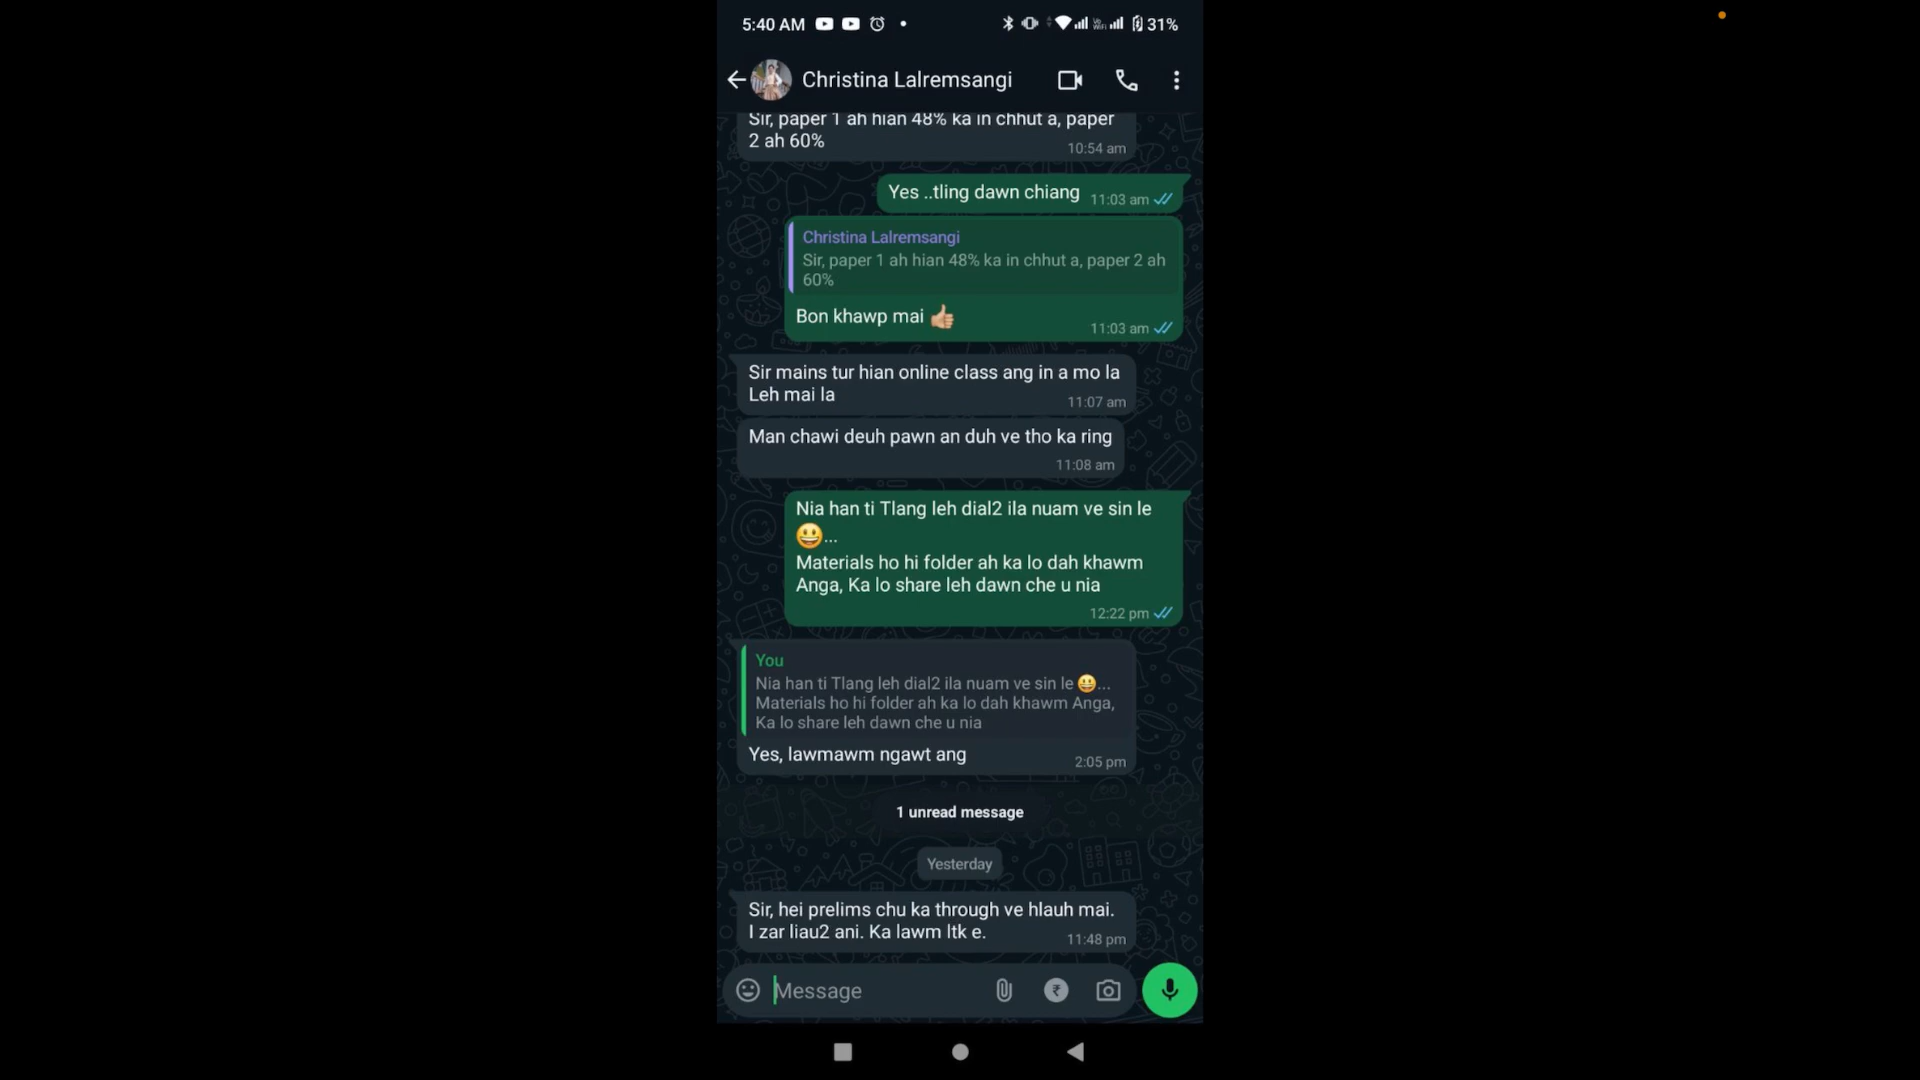 5:40 AM
31%
Christina Lalremsangi
Sir, paper 1 ah hian 48% ka in chhut a, paper
2 ah 60%
10:54 am
Yes ..tling dawn chiang
11:03 am
Christina Lalremsangi
Sir, paper 1 ah hian 48% ka in chhut a, paper 2 ah
60%
Bon khawp mai 👍
11:03 am
Sir mains tur hian online class ang in a mo la
Leh mai la
11:07 am
Man chawi deuh pawn an duh ve tho ka ring
11:08 am
Nia han ti Tlang leh dial2 ila nuam ve sin le
😃...
Materials ho hi folder ah ka lo dah khawm
Anga, Ka lo share leh dawn che u nia
12:22 pm
You
Nia han ti Tlang leh dial2 ila nuam ve sin le 😃...
Materials ho hi folder ah ka lo dah khawm Anga,
Ka lo share leh dawn che u nia
Yes, lawmawm ngawt ang
2:05 pm
1 unread message
Yesterday
Sir, hei prelims chu ka through ve hlauh mai.
I zar liau2 ani. Ka lawm ltk e.
11:48 pm
Message